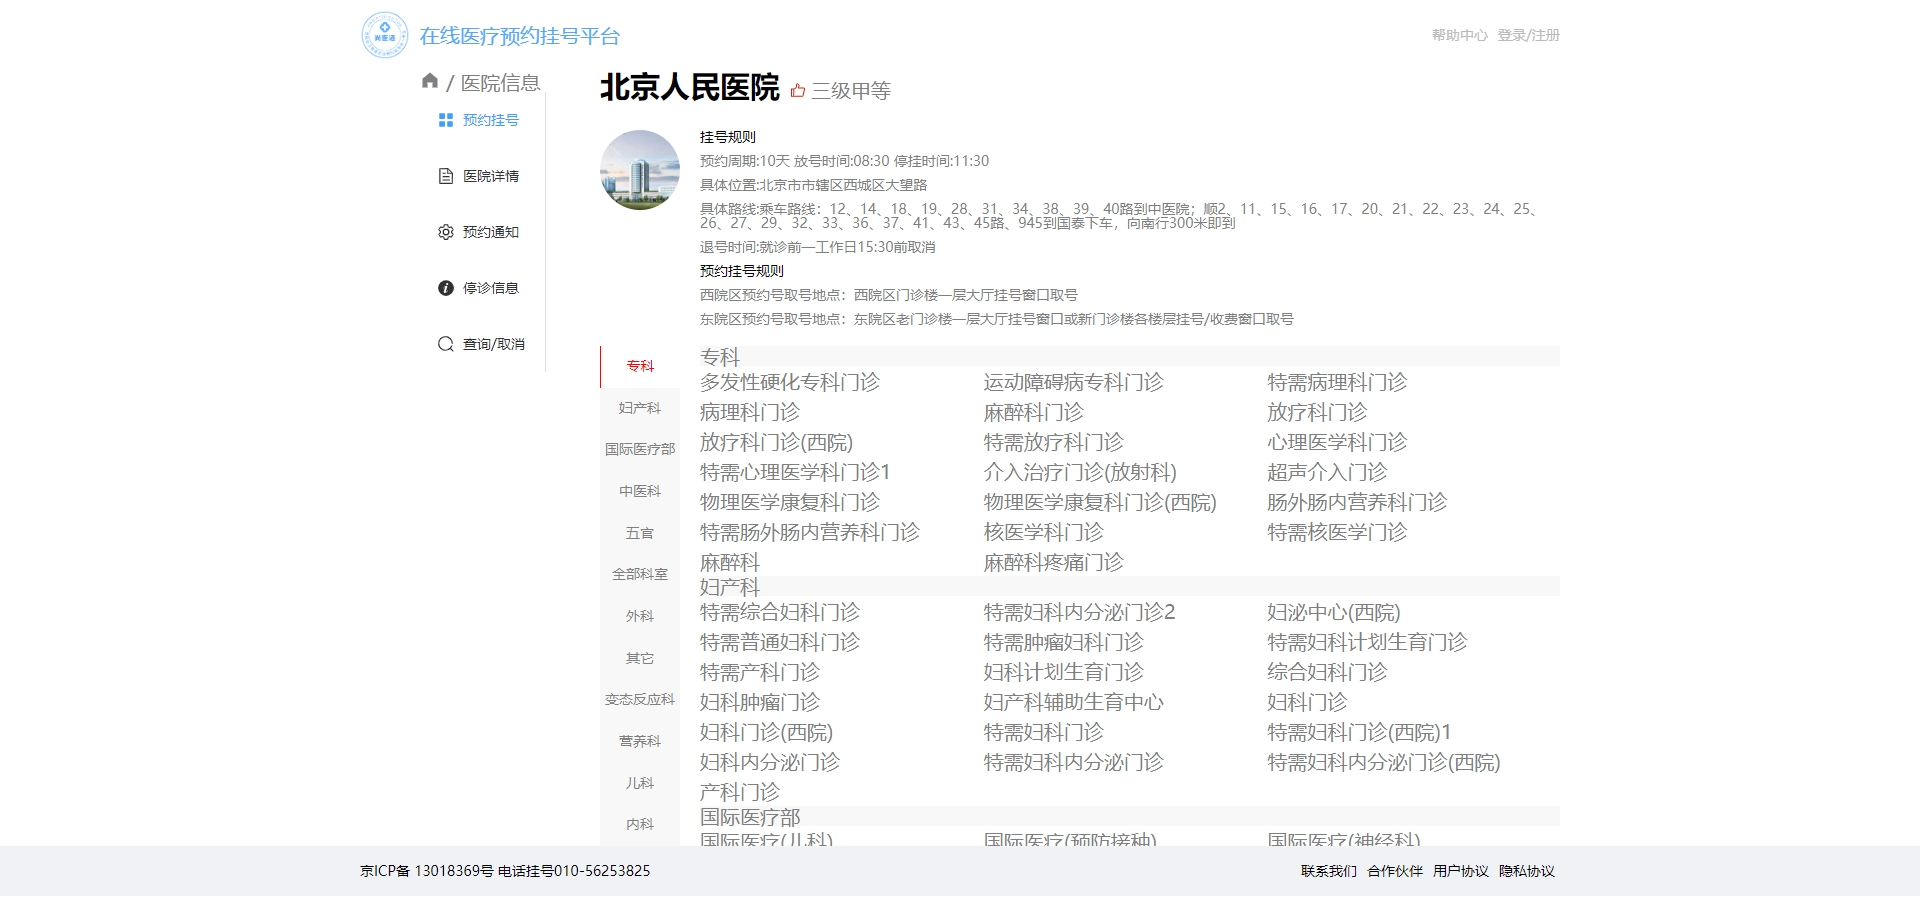 尚医通
在线医疗预约挂号平台
帮助中心 登录/注册
/ 医院信息
预约挂号
医院详情
预约通知
停诊信息
查询/取消
北京人民医院 三级甲等
挂号规则
预约周期:10天 放号时间:08:30 停挂时间:11:30
具体位置:北京市市辖区西城区大望路
具体路线:乘车路线：12、14、18、19、28、31、34、38、39、40路到中医院；顺2、11、15、16、17、20、21、22、23、24、25、
26、27、29、32、33、36、37、41、43、45路、945到国泰下车，向南行300米即到
退号时间:就诊前一工作日15:30前取消
预约挂号规则
西院区预约号取号地点：西院区门诊楼一层大厅挂号窗口取号
东院区预约号取号地点：东院区老门诊楼一层大厅挂号窗口或新门诊楼各楼层挂号/收费窗口取号
专科
妇产科
国际医疗部
中医科
五官
全部科室
外科
其它
变态反应科
营养科
儿科
内科
专科
多发性硬化专科门诊 运动障碍病专科门诊 特需病理科门诊
病理科门诊 麻醉科门诊 放疗科门诊
放疗科门诊(西院) 特需放疗科门诊 心理医学科门诊
特需心理医学科门诊1 介入治疗门诊(放射科) 超声介入门诊
物理医学康复科门诊 物理医学康复科门诊(西院) 肠外肠内营养科门诊
特需肠外肠内营养科门诊 核医学科门诊 特需核医学门诊
麻醉科 麻醉科疼痛门诊
妇产科
特需综合妇科门诊 特需妇科内分泌门诊2 妇泌中心(西院)
特需普通妇科门诊 特需肿瘤妇科门诊 特需妇科计划生育门诊
特需产科门诊 妇科计划生育门诊 综合妇科门诊
妇科肿瘤门诊 妇产科辅助生育中心 妇科门诊
妇科门诊(西院) 特需妇科门诊 特需妇科门诊(西院)1
妇科内分泌门诊 特需妇科内分泌门诊 特需妇科内分泌门诊(西院)
产科门诊
国际医疗部
国际医疗(儿科) 国际医疗(预防接种) 国际医疗(神经科)
京ICP备 13018369号 电话挂号010-56253825
联系我们 合作伙伴 用户协议 隐私协议